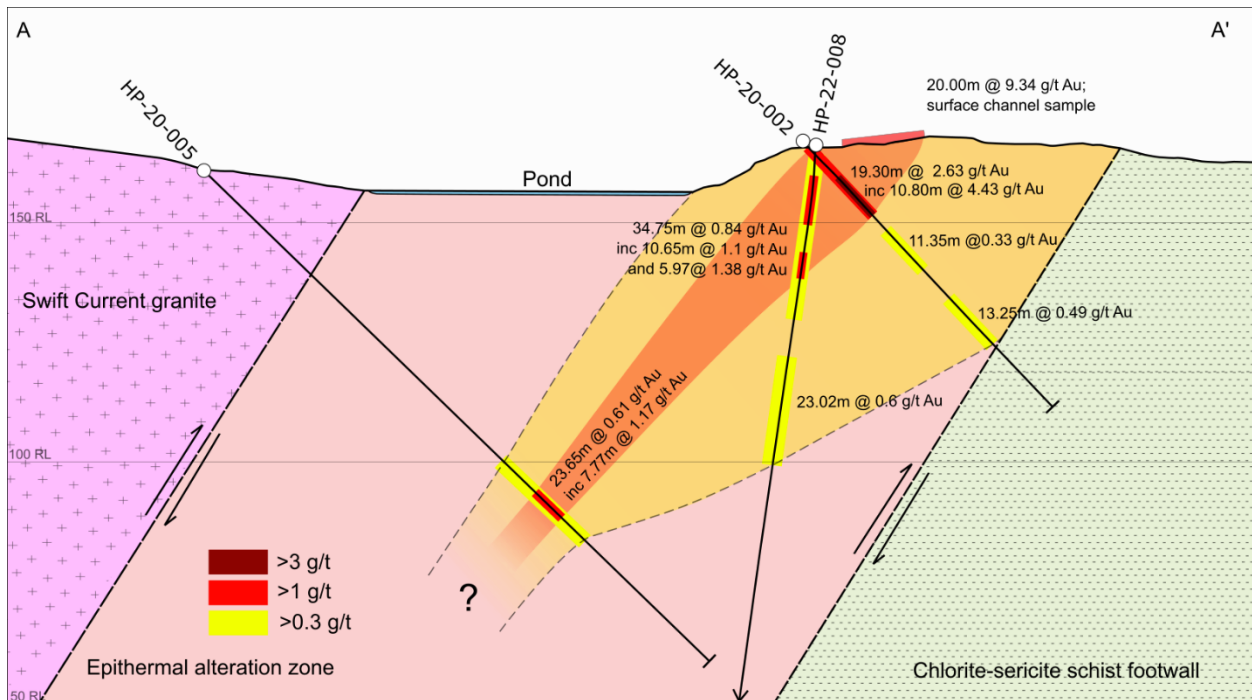 A
A'
HP-20-005
HP-20-002
HP-22-008
20.00m @ 9.34 g/t Au;
surface channel sample
Pond
19.30m @ 2.63 g/t Au
inc 10.80m @ 4.43 g/t Au
150 RL
34.75m @ 0.84 g/t Au
inc 10.65m @ 1.1 g/t Au
and 5.97@ 1.38 g/t Au
11.35m @0.33 g/t Au
Swift Current granite
13.25m @ 0.49 g/t Au
23.65m @ 0.61 g/t Au
inc 7.77m @ 1.17 g/t Au
23.02m @ 0.6 g/t Au
100 RL
>3 g/t
>1 g/t
>0.3 g/t
?
Epithermal alteration zone
Chlorite-sericite schist footwall
50 RL